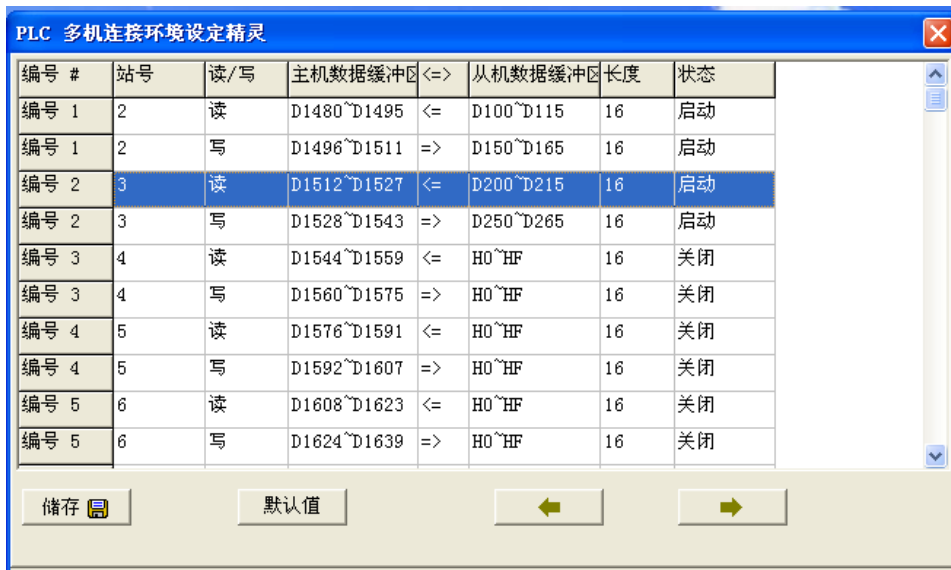 PLC 多机连接环境设定精灵
编号 # 站号 读/写 主机数据缓冲区 <=> 从机数据缓冲区 长度 状态
编号 1 2 读 D1480~D1495 <= D100~D115 16 启动
编号 1 2 写 D1496~D1511 => D150~D165 16 启动
编号 2 3 读 D1512~D1527 <= D200~D215 16 启动
编号 2 3 写 D1528~D1543 => D250~D265 16 启动
编号 3 4 读 D1544~D1559 <= H0~HF 16 关闭
编号 3 4 写 D1560~D1575 => H0~HF 16 关闭
编号 4 5 读 D1576~D1591 <= H0~HF 16 关闭
编号 4 5 写 D1592~D1607 => H0~HF 16 关闭
编号 5 6 读 D1608~D1623 <= H0~HF 16 关闭
编号 5 6 写 D1624~D1639 => H0~HF 16 关闭
储存 默认值